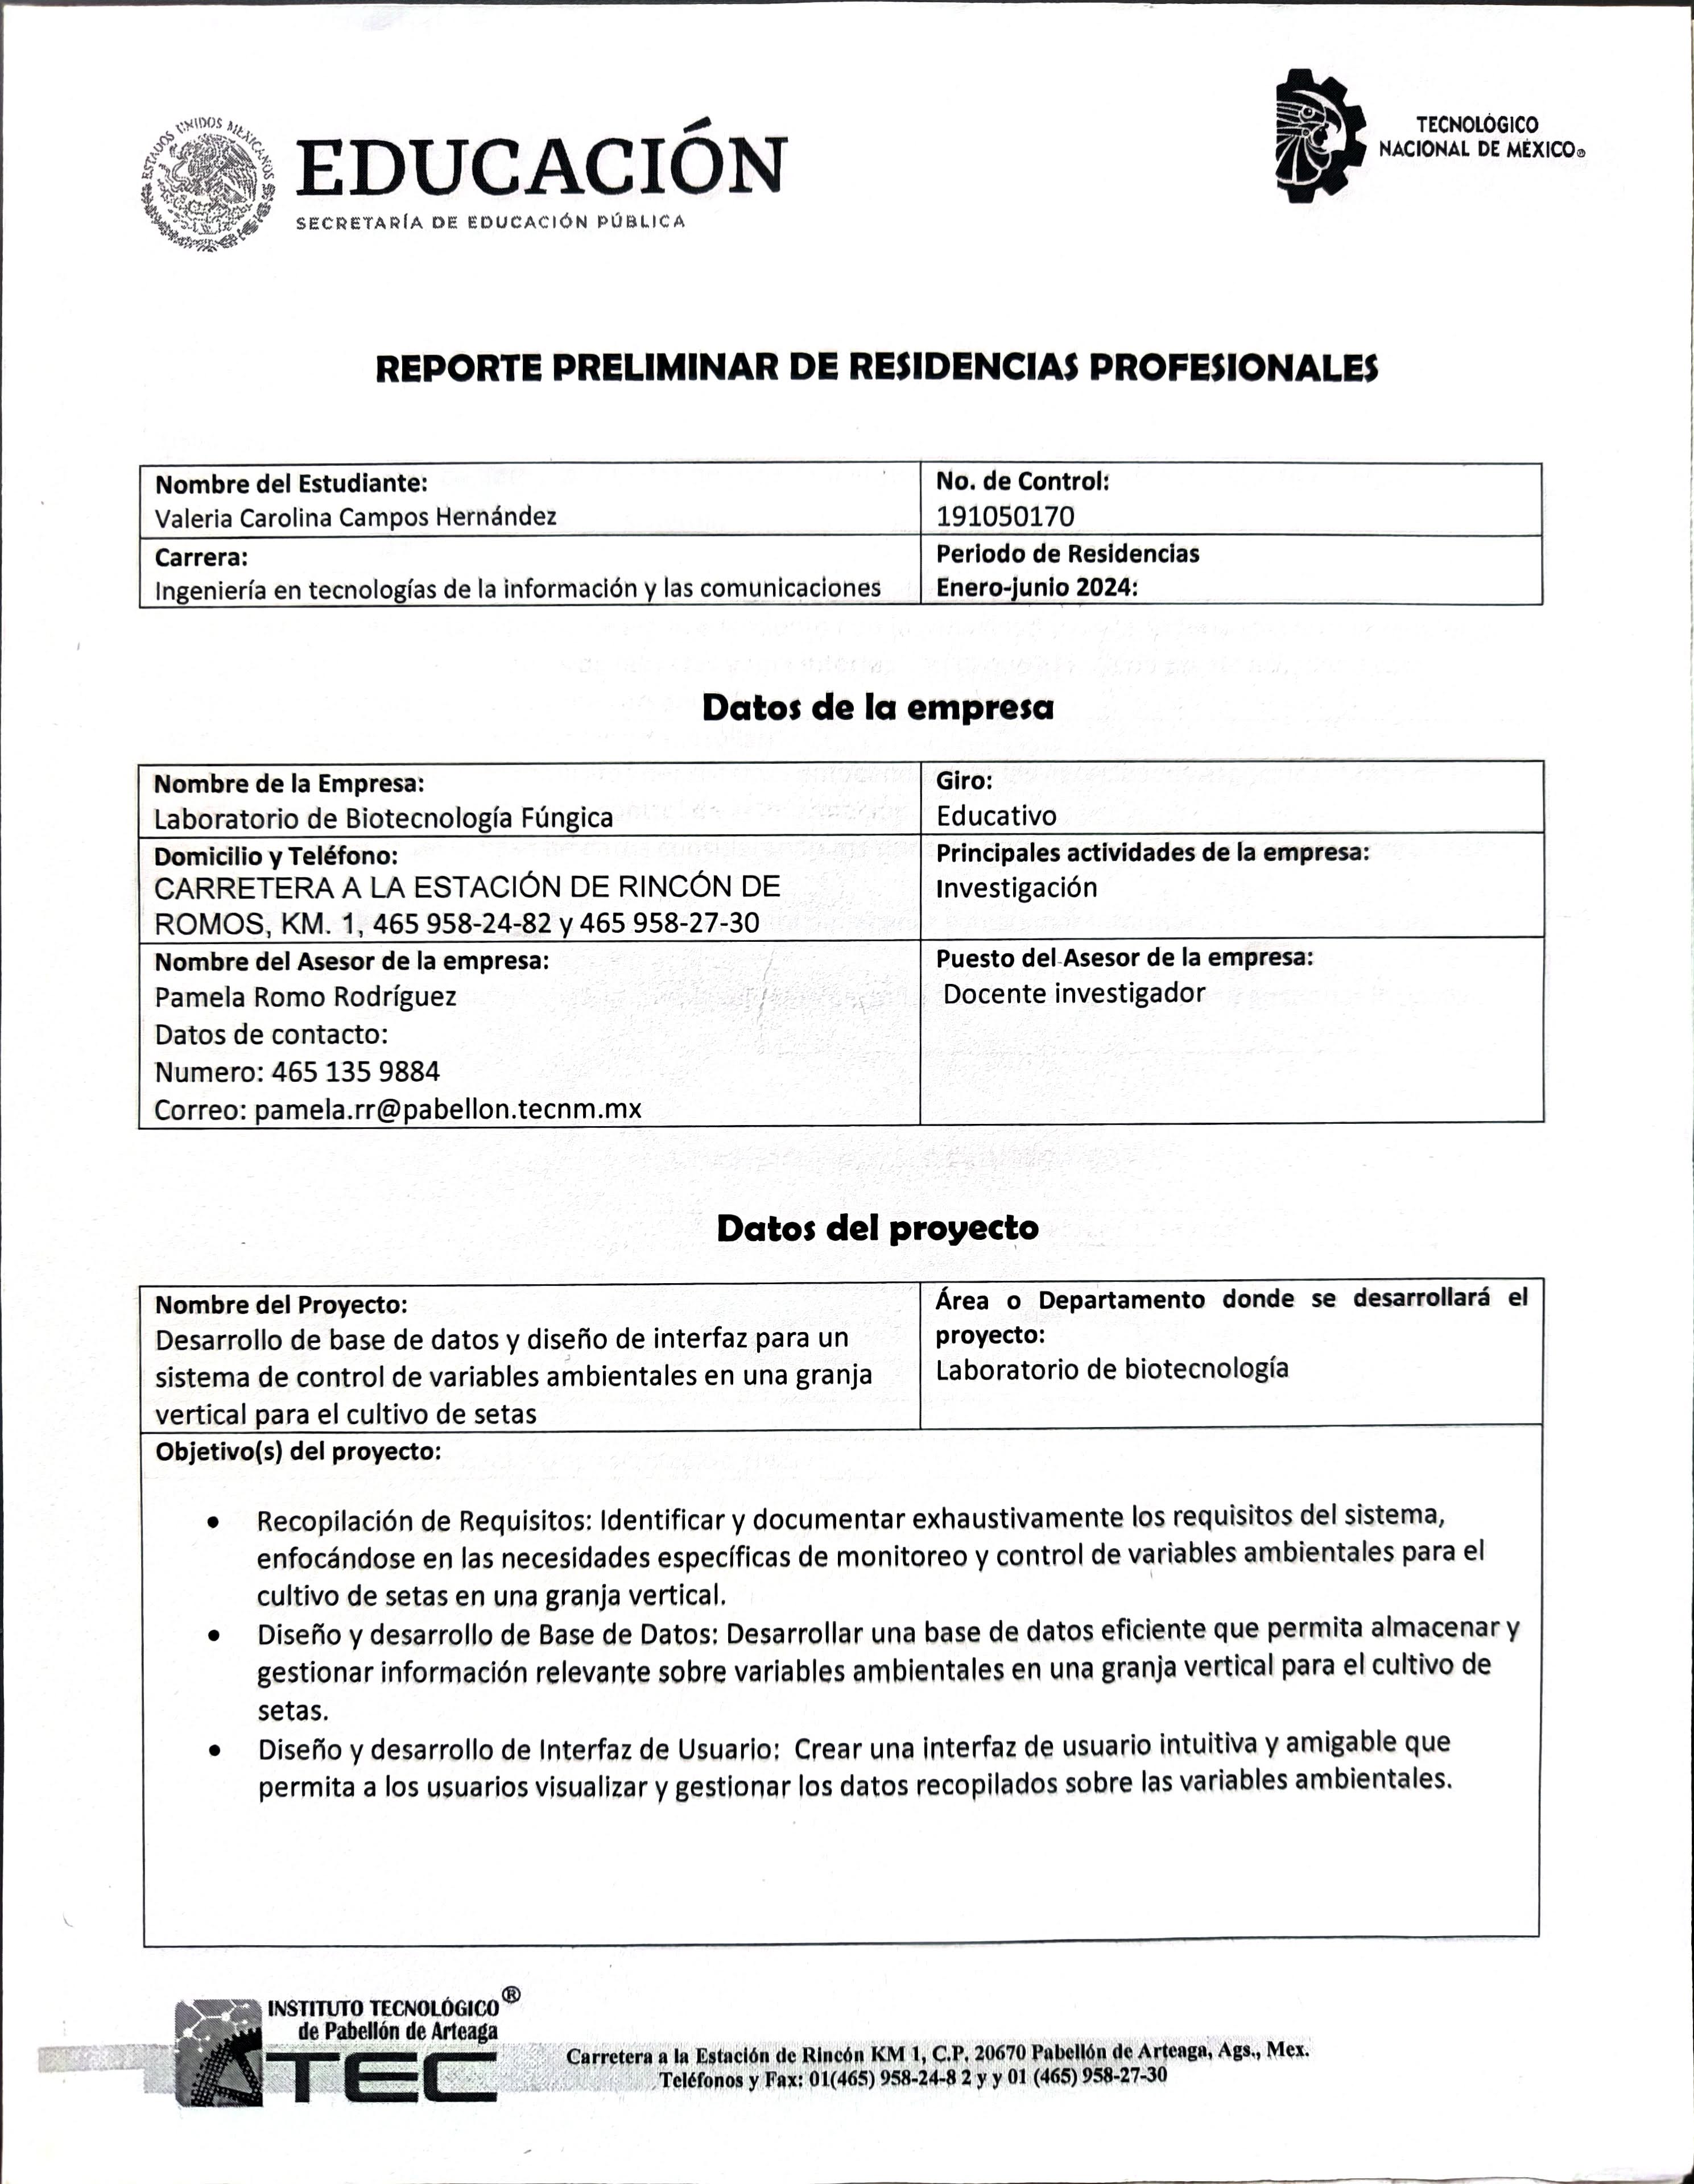 ESTADOS UNIDOS MEXICANOS
EDUCACIÓN
SECRETARÍA DE EDUCACIÓN PÚBLICA
TECNOLÓGICO
NACIONAL DE MÉXICO®
REPORTE PRELIMINAR DE RESIDENCIAS PROFESIONALES
Nombre del Estudiante:
Valeria Carolina Campos Hernández
No. de Control:
191050170
Carrera:
Ingeniería en tecnologías de la información y las comunicaciones
Periodo de Residencias
Enero-junio 2024:
Datos de la empresa
Nombre de la Empresa:
Laboratorio de Biotecnología Fúngica
Giro:
Educativo
Domicilio y Teléfono:
CARRETERA A LA ESTACIÓN DE RINCÓN DE
ROMOS, KM. 1, 465 958-24-82 y 465 958-27-30
Principales actividades de la empresa:
Investigación
Nombre del Asesor de la empresa:
Pamela Romo Rodríguez
Datos de contacto:
Numero: 465 135 9884
Correo: pamela.rr@pabellon.tecnm.mx
Puesto del Asesor de la empresa:
Docente investigador
Datos del proyecto
Nombre del Proyecto:
Desarrollo de base de datos y diseño de interfaz para un
sistema de control de variables ambientales en una granja
vertical para el cultivo de setas
Área o Departamento donde se desarrollará el
proyecto:
Laboratorio de biotecnología
Objetivo(s) del proyecto:
• Recopilación de Requisitos: Identificar y documentar exhaustivamente los requisitos del sistema,
enfocándose en las necesidades específicas de monitoreo y control de variables ambientales para el
cultivo de setas en una granja vertical.
• Diseño y desarrollo de Base de Datos: Desarrollar una base de datos eficiente que permita almacenar y
gestionar información relevante sobre variables ambientales en una granja vertical para el cultivo de
setas.
• Diseño y desarrollo de Interfaz de Usuario: Crear una interfaz de usuario intuitiva y amigable que
permita a los usuarios visualizar y gestionar los datos recopilados sobre las variables ambientales.
INSTITUTO TECNOLÓGICO®
de Pabellón de Arteaga
TEC
Carretera a la Estación de Rincón KM 1, C.P. 20670 Pabellón de Arteaga, Ags., Mex.
Teléfonos y Fax: 01(465) 958-24-8 2 y y 01 (465) 958-27-30